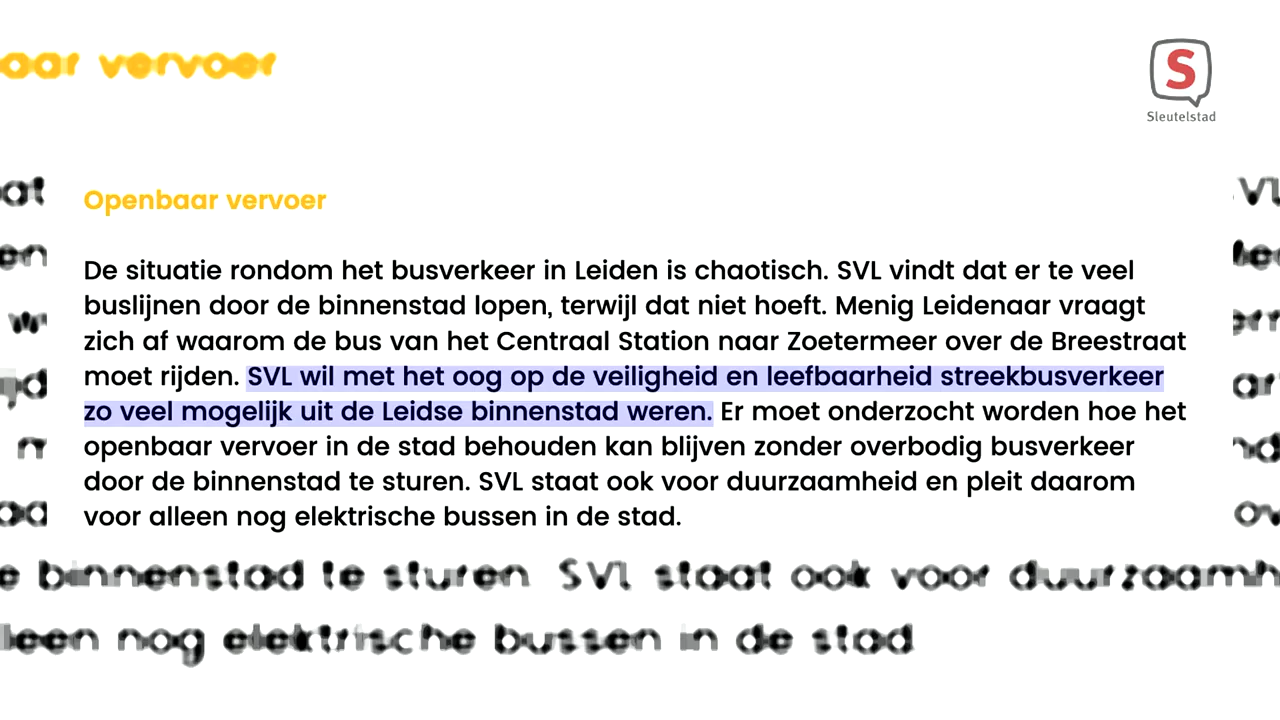 aar vervoer
Sleutelstad
Openbaar vervoer
De situatie rondom het busverkeer in Leiden is chaotisch. SVL vindt dat er te veel
buslijnen door de binnenstad lopen, terwijl dat niet hoeft. Menig Leidenaar vraagt
zich af waarom de bus van het Centraal Station naar Zoetermeer over de Breestraat
moet rijden. SVL wil met het oog op de veiligheid en leefbaarheid streekbusverkeer
zo veel mogelijk uit de Leidse binnenstad weren. Er moet onderzocht worden hoe het
openbaar vervoer in de stad behouden kan blijven zonder overbodig busverkeer
door de binnenstad te sturen. SVL staat ook voor duurzaamheid en pleit daarom
voor alleen nog elektrische bussen in de stad.
e binnenstad te sturen SVL staat ook voor duurzaamh
leen nog elektrische bussen in de stad